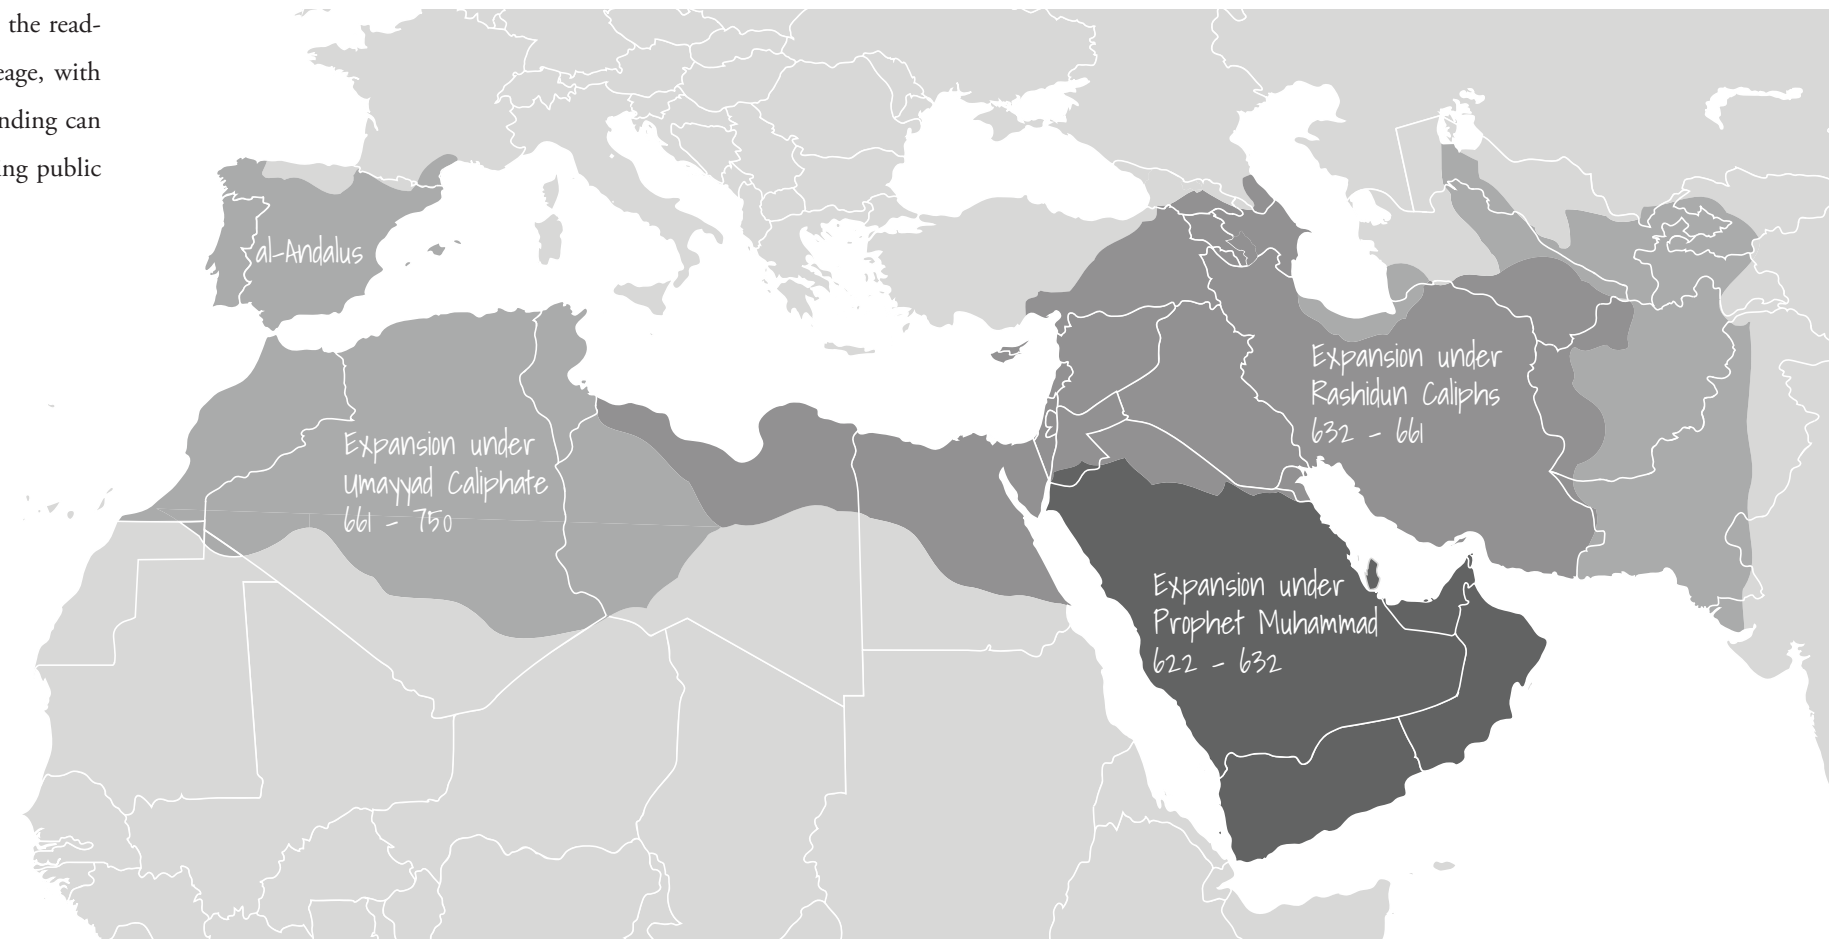 the read-
eage, with
nding can
ng public
al-Andalus
Expansion under
Rashidun Caliphs
632 - 661
Expansion under
Umayyad Caliphate
661 - 750
Expansion under
Prophet Muhammad
622 - 632